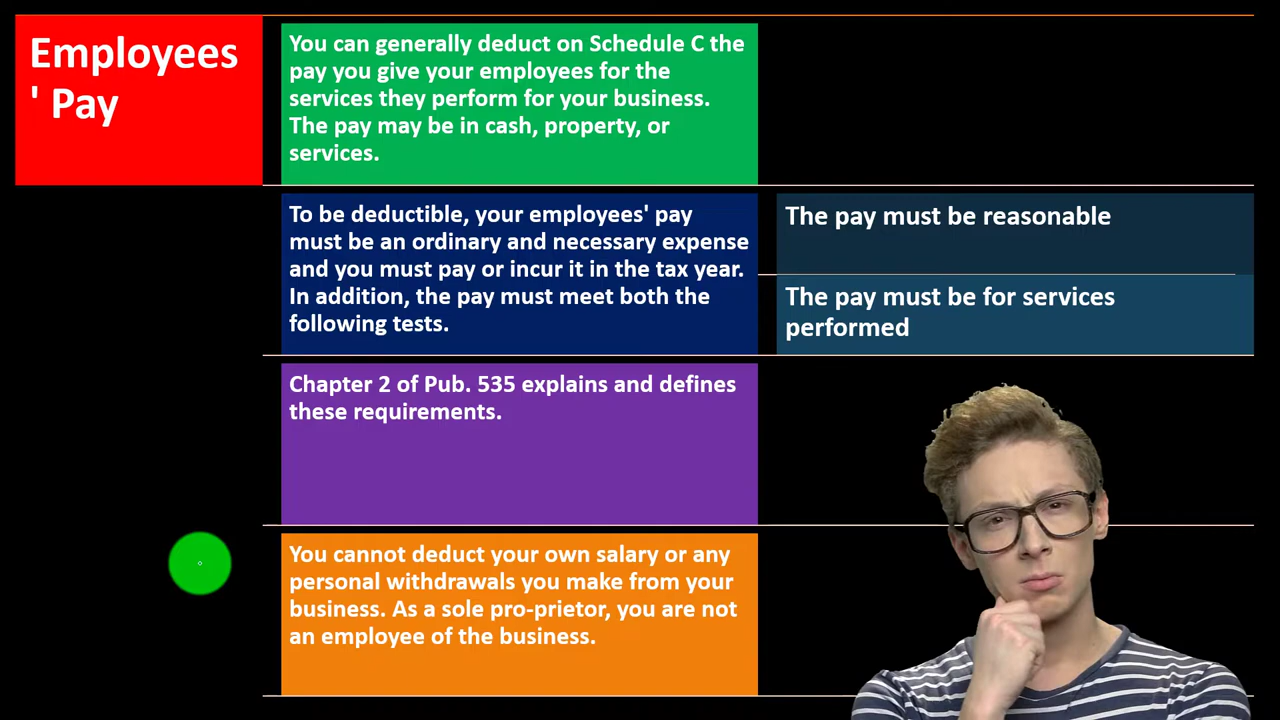 Employees
' Pay
You can generally deduct on Schedule C the
pay you give your employees for the
services they perform for your business.
The pay may be in cash, property, or
services.
To be deductible, your employees' pay
must be an ordinary and necessary expense
and you must pay or incur it in the tax year.
In addition, the pay must meet both the
following tests.
The pay must be reasonable
The pay must be for services
performed
Chapter 2 of Pub. 535 explains and defines
these requirements.
You cannot deduct your own salary or any
personal withdrawals you make from your
business. As a sole pro-prietor, you are not
an employee of the business.